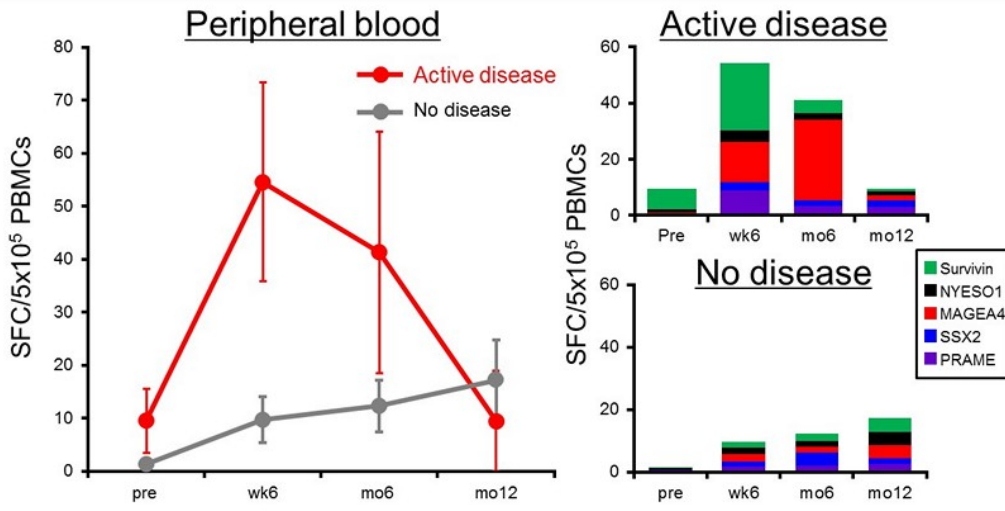 Peripheral blood
80
70
60
50
40
30
20
10
0
SFC/5x10⁵ PBMCs
Active disease
No disease
pre
wk6
mo6
mo12
Active disease
60
40
20
0
Pre
wk6
mo6
mo12
SFC/5x10⁵ PBMCs
No disease
60
40
20
0
pre
wk6
mo6
mo12
Survivin
NYESO1
MAGEA4
SSX2
PRAME